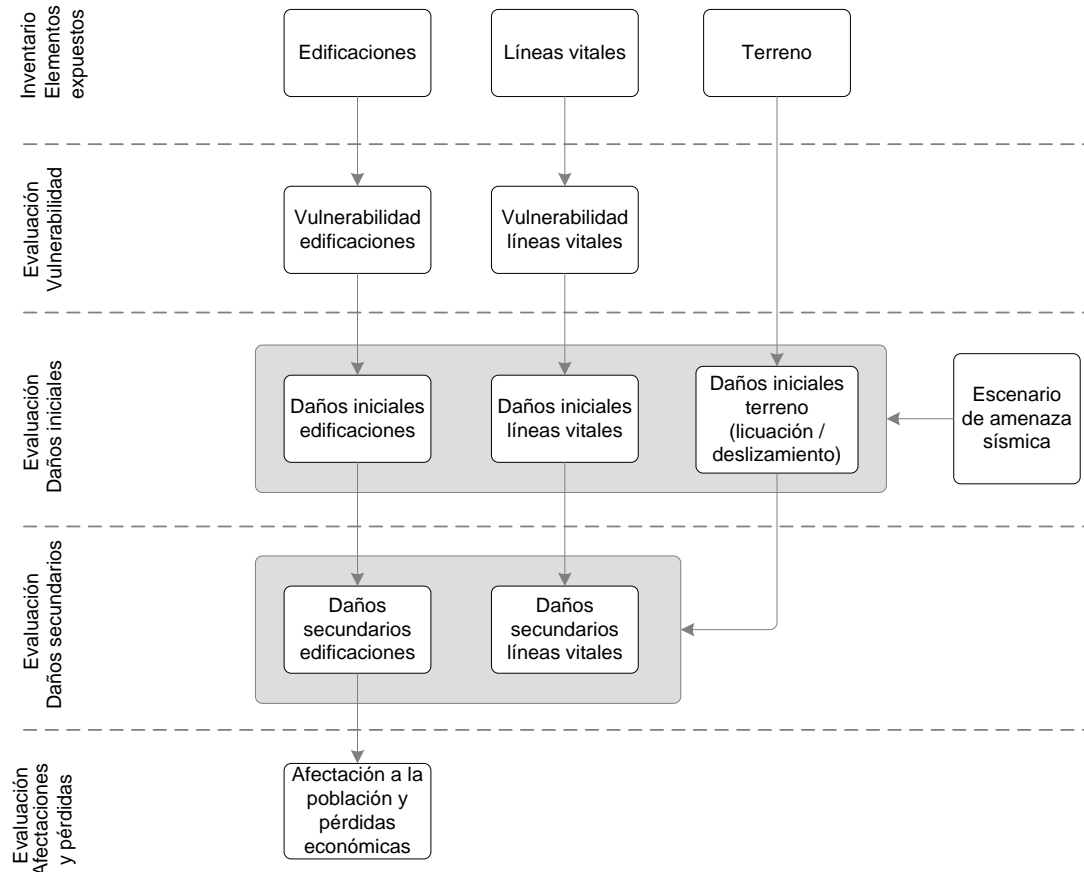 Inventario
Elementos
expuestos
Edificaciones
Líneas vitales
Terreno
Evaluación
Vulnerabilidad
Vulnerabilidad
edificaciones
Vulnerabilidad
líneas vitales
Evaluación
Daños iniciales
Daños iniciales
edificaciones
Daños iniciales
líneas vitales
Daños iniciales
terreno
(licuación /
deslizamiento)
Escenario
de amenaza
sísmica
Evaluación
Daños secundarios
Daños
secundarios
edificaciones
Daños
secundarios
líneas vitales
Evaluación
Afectaciones
y pérdidas
Afectación a la
población y
pérdidas
económicas